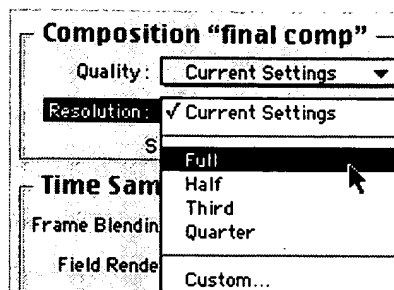 Composition “final comp”
Quality: Current Settings
Resolution: ✓ Current Settings
S
Full
Time Sam
Half
Third
Frame Blendin
Quarter
Field Rende
Custom...